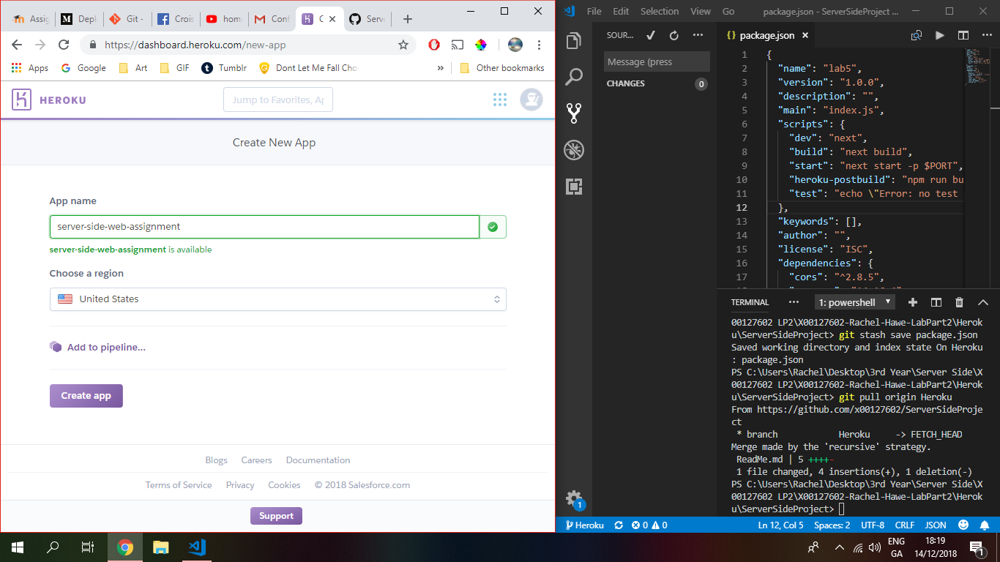 Assig
Depl
Git -
Crois
home
Conf
C
Serve
https://dashboard.heroku.com/new-app
Apps
Google
Art
GIF
Tumblr
Dont Let Me Fall Cho
»
Other bookmarks
HEROKU
Jump to Favorites, Ap
Create New App
App name
server-side-web-assignment
server-side-web-assignment is available
Choose a region
United States
Add to pipeline...
Create app
Blogs Careers Documentation
Terms of Service Privacy Cookies © 2018 Salesforce.com
Support
File Edit Selection View Go package.json - ServerSideProject ...
SOUR...
Message (press
CHANGES 0
1
package.json
1 {
2 "name": "lab5",
3 "version": "1.0.0",
4 "description": "",
5 "main": "index.js",
6 "scripts": {
7 "dev": "next",
8 "build": "next build",
9 "start": "next start -p $PORT",
10 "heroku-postbuild": "npm run bu
11 "test": "echo \"Error: no test
12 },
13 "keywords": [],
14 "author": "",
15 "license": "ISC",
16 "dependencies": {
17 "cors": "^2.8.5",
TERMINAL ... 1: powershell
00127602 LP2\X00127602-Rachel-Hawe-LabPart2\Herok
u\ServerSideProject> git stash save package.json
Saved working directory and index state On Heroku
: package.json
PS C:\Users\Rachel\Desktop\3rd Year\Server Side\X
00127602 LP2\X00127602-Rachel-Hawe-LabPart2\Herok
u\ServerSideProject> git pull origin Heroku
From https://github.com/x00127602/ServerSideProje
ct
* branch Heroku -> FETCH_HEAD
Merge made by the 'recursive' strategy.
ReadMe.md | 5 ++++-
1 file changed, 4 insertions(+), 1 deletion(-)
PS C:\Users\Rachel\Desktop\3rd Year\Server Side\X
00127602 LP2\X00127602-Rachel-Hawe-LabPart2\Herok
u\ServerSideProject>
Heroku 0 0 Ln 12, Col 5 Spaces: 2 UTF-8 CRLF JSON
ENG
GA
18:19
14/12/2018
1